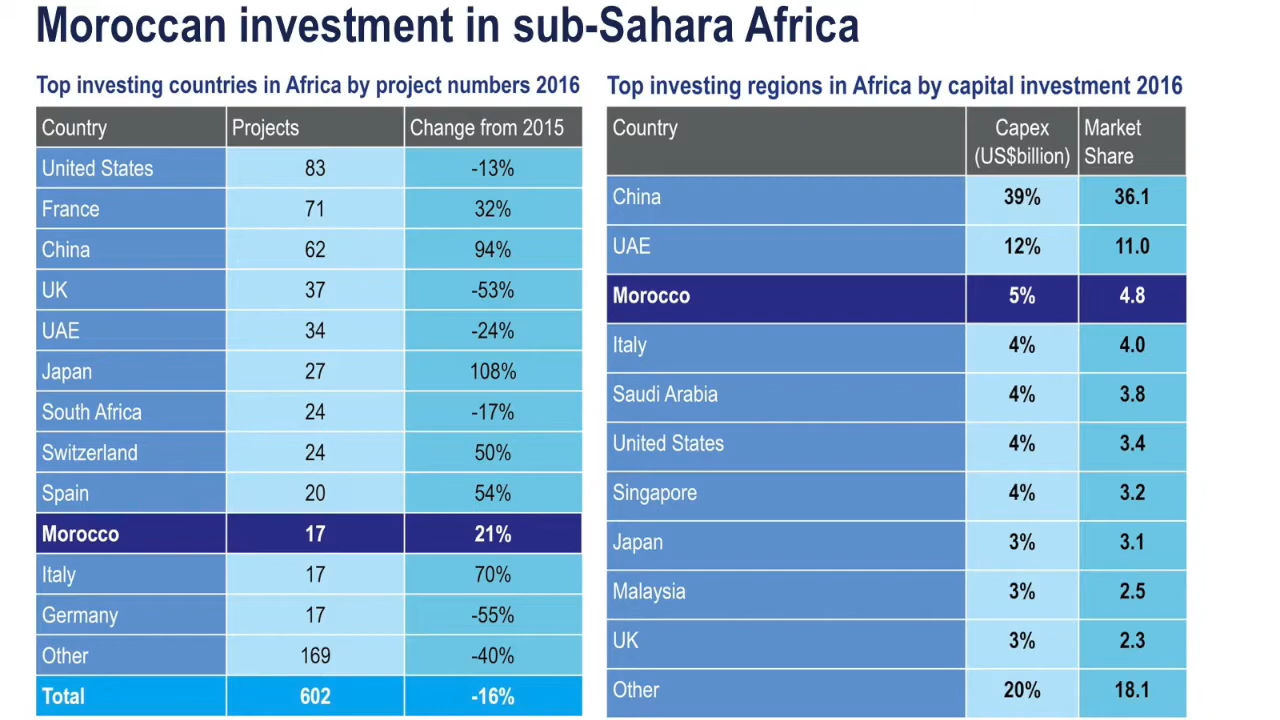 Moroccan investment in sub-Sahara Africa
Top investing countries in Africa by project numbers 2016
Country Projects Change from 2015
United States 83 -13%
France 71 32%
China 62 94%
UK 37 -53%
UAE 34 -24%
Japan 27 108%
South Africa 24 -17%
Switzerland 24 50%
Spain 20 54%
Morocco 17 21%
Italy 17 70%
Germany 17 -55%
Other 169 -40%
Total 602 -16%
Top investing regions in Africa by capital investment 2016
Country Capex Market
(US$billion) Share
China 39% 36.1
UAE 12% 11.0
Morocco 5% 4.8
Italy 4% 4.0
Saudi Arabia 4% 3.8
United States 4% 3.4
Singapore 4% 3.2
Japan 3% 3.1
Malaysia 3% 2.5
UK 3% 2.3
Other 20% 18.1